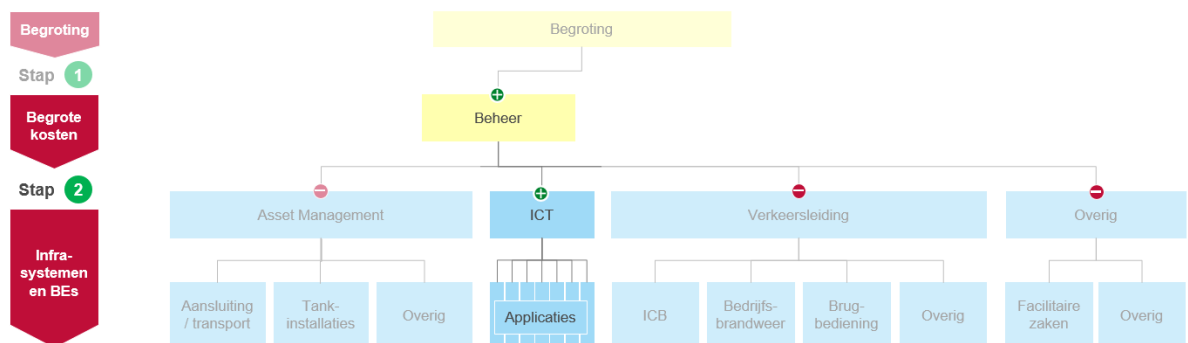 Begroting
Begroting
Stap 1
Begrote
kosten
Beheer
Stap 2
Asset Management
ICT
Verkeersleiding
Overig
Infra-
systemen
en BEs
Aansluiting
/ transport
Tank-
installaties
Overig
Applicaties
ICB
Bedrijfs-
brandweer
Brug-
bediening
Overig
Facilitaire
zaken
Overig